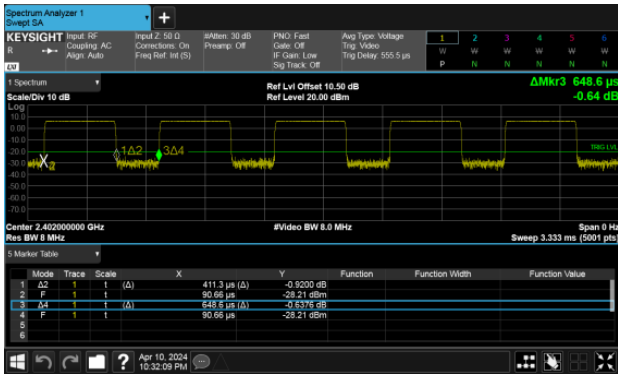 Spectrum Analyzer 1
Swept SA
+
KEYSIGHT Input: RF Input Z: 50 Ω #Atten: 30 dB PNO: Fast Avg Type: Voltage 1 2 3 4 5 6
R Coupling: AC Corrections: On Preamp: Off Gate: Off Trig: Video W W W W W W
Align: Auto Freq Ref: Int (S) IF Gain: Low Trig Delay: 555.5 µs P N N N N N
LXI Sig Track: Off
1 Spectrum ΔMkr3 648.6 µs
Ref Lvl Offset 10.50 dB
Scale/Div 10 dB Ref Level 20.00 dBm -0.64 dB
Log
10.0
0.00
-10.0
-20.0 1Δ2 3Δ4 TRIG LVL
-30.0 X
-40.0
-50.0
-60.0
-70.0
Center 2.402000000 GHz #Video BW 8.0 MHz Span 0 Hz
Res BW 8 MHz Sweep 3.333 ms (5001 pts)
5 Marker Table
Mode Trace Scale X Y Function Function Width Function Value
1 Δ2 1 t (Δ) 411.3 µs (Δ) -0.9200 dB
2 F 1 t 90.66 µs -28.21 dBm
3 Δ4 1 t (Δ) 648.6 µs (Δ) -0.6376 dB
4 F 1 t 90.66 µs -28.21 dBm
5
6
? Apr 10, 2024
10:32:09 PM